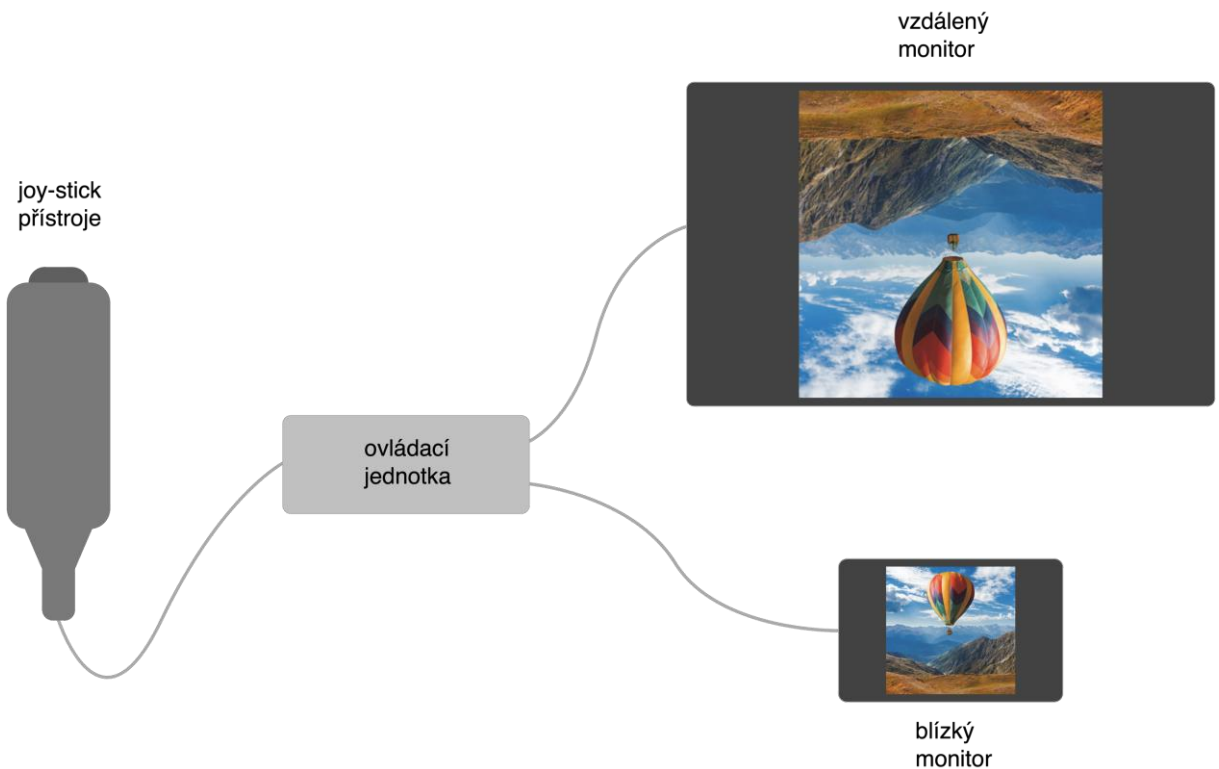 vzdálený
monitor
joy-stick
přístroje
ovládací
jednotka
blízký
monitor